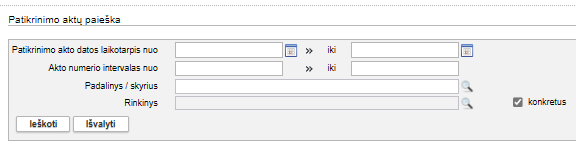 Patikrinimo aktų paieška
Patikrinimo akto datos laikotarpis nuo » iki
Akto numerio intervalas nuo » iki
Padalinys / skyrius
Rinkinys konkretus
Ieškoti Išvalyti